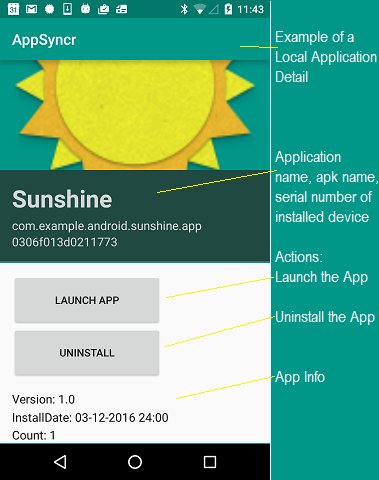 31
11:43
AppSyncr
Example of a
Local Application
Detail
Sunshine
com.example.android.sunshine.app
0306f013d0211773
Application
name, apk name,
serial number of
installed device
Actions:
Launch the App
LAUNCH APP
Uninstall the App
UNINSTALL
App Info
Version: 1.0
InstallDate: 03-12-2016 24:00
Count: 1